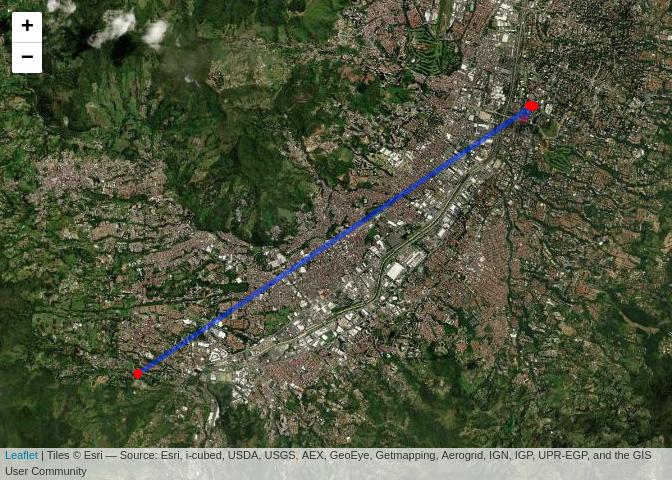 +
−
Leaflet | Tiles © Esri — Source: Esri, i-cubed, USDA, USGS, AEX, GeoEye, Getmapping, Aerogrid, IGN, IGP, UPR-EGP, and the GIS
User Community